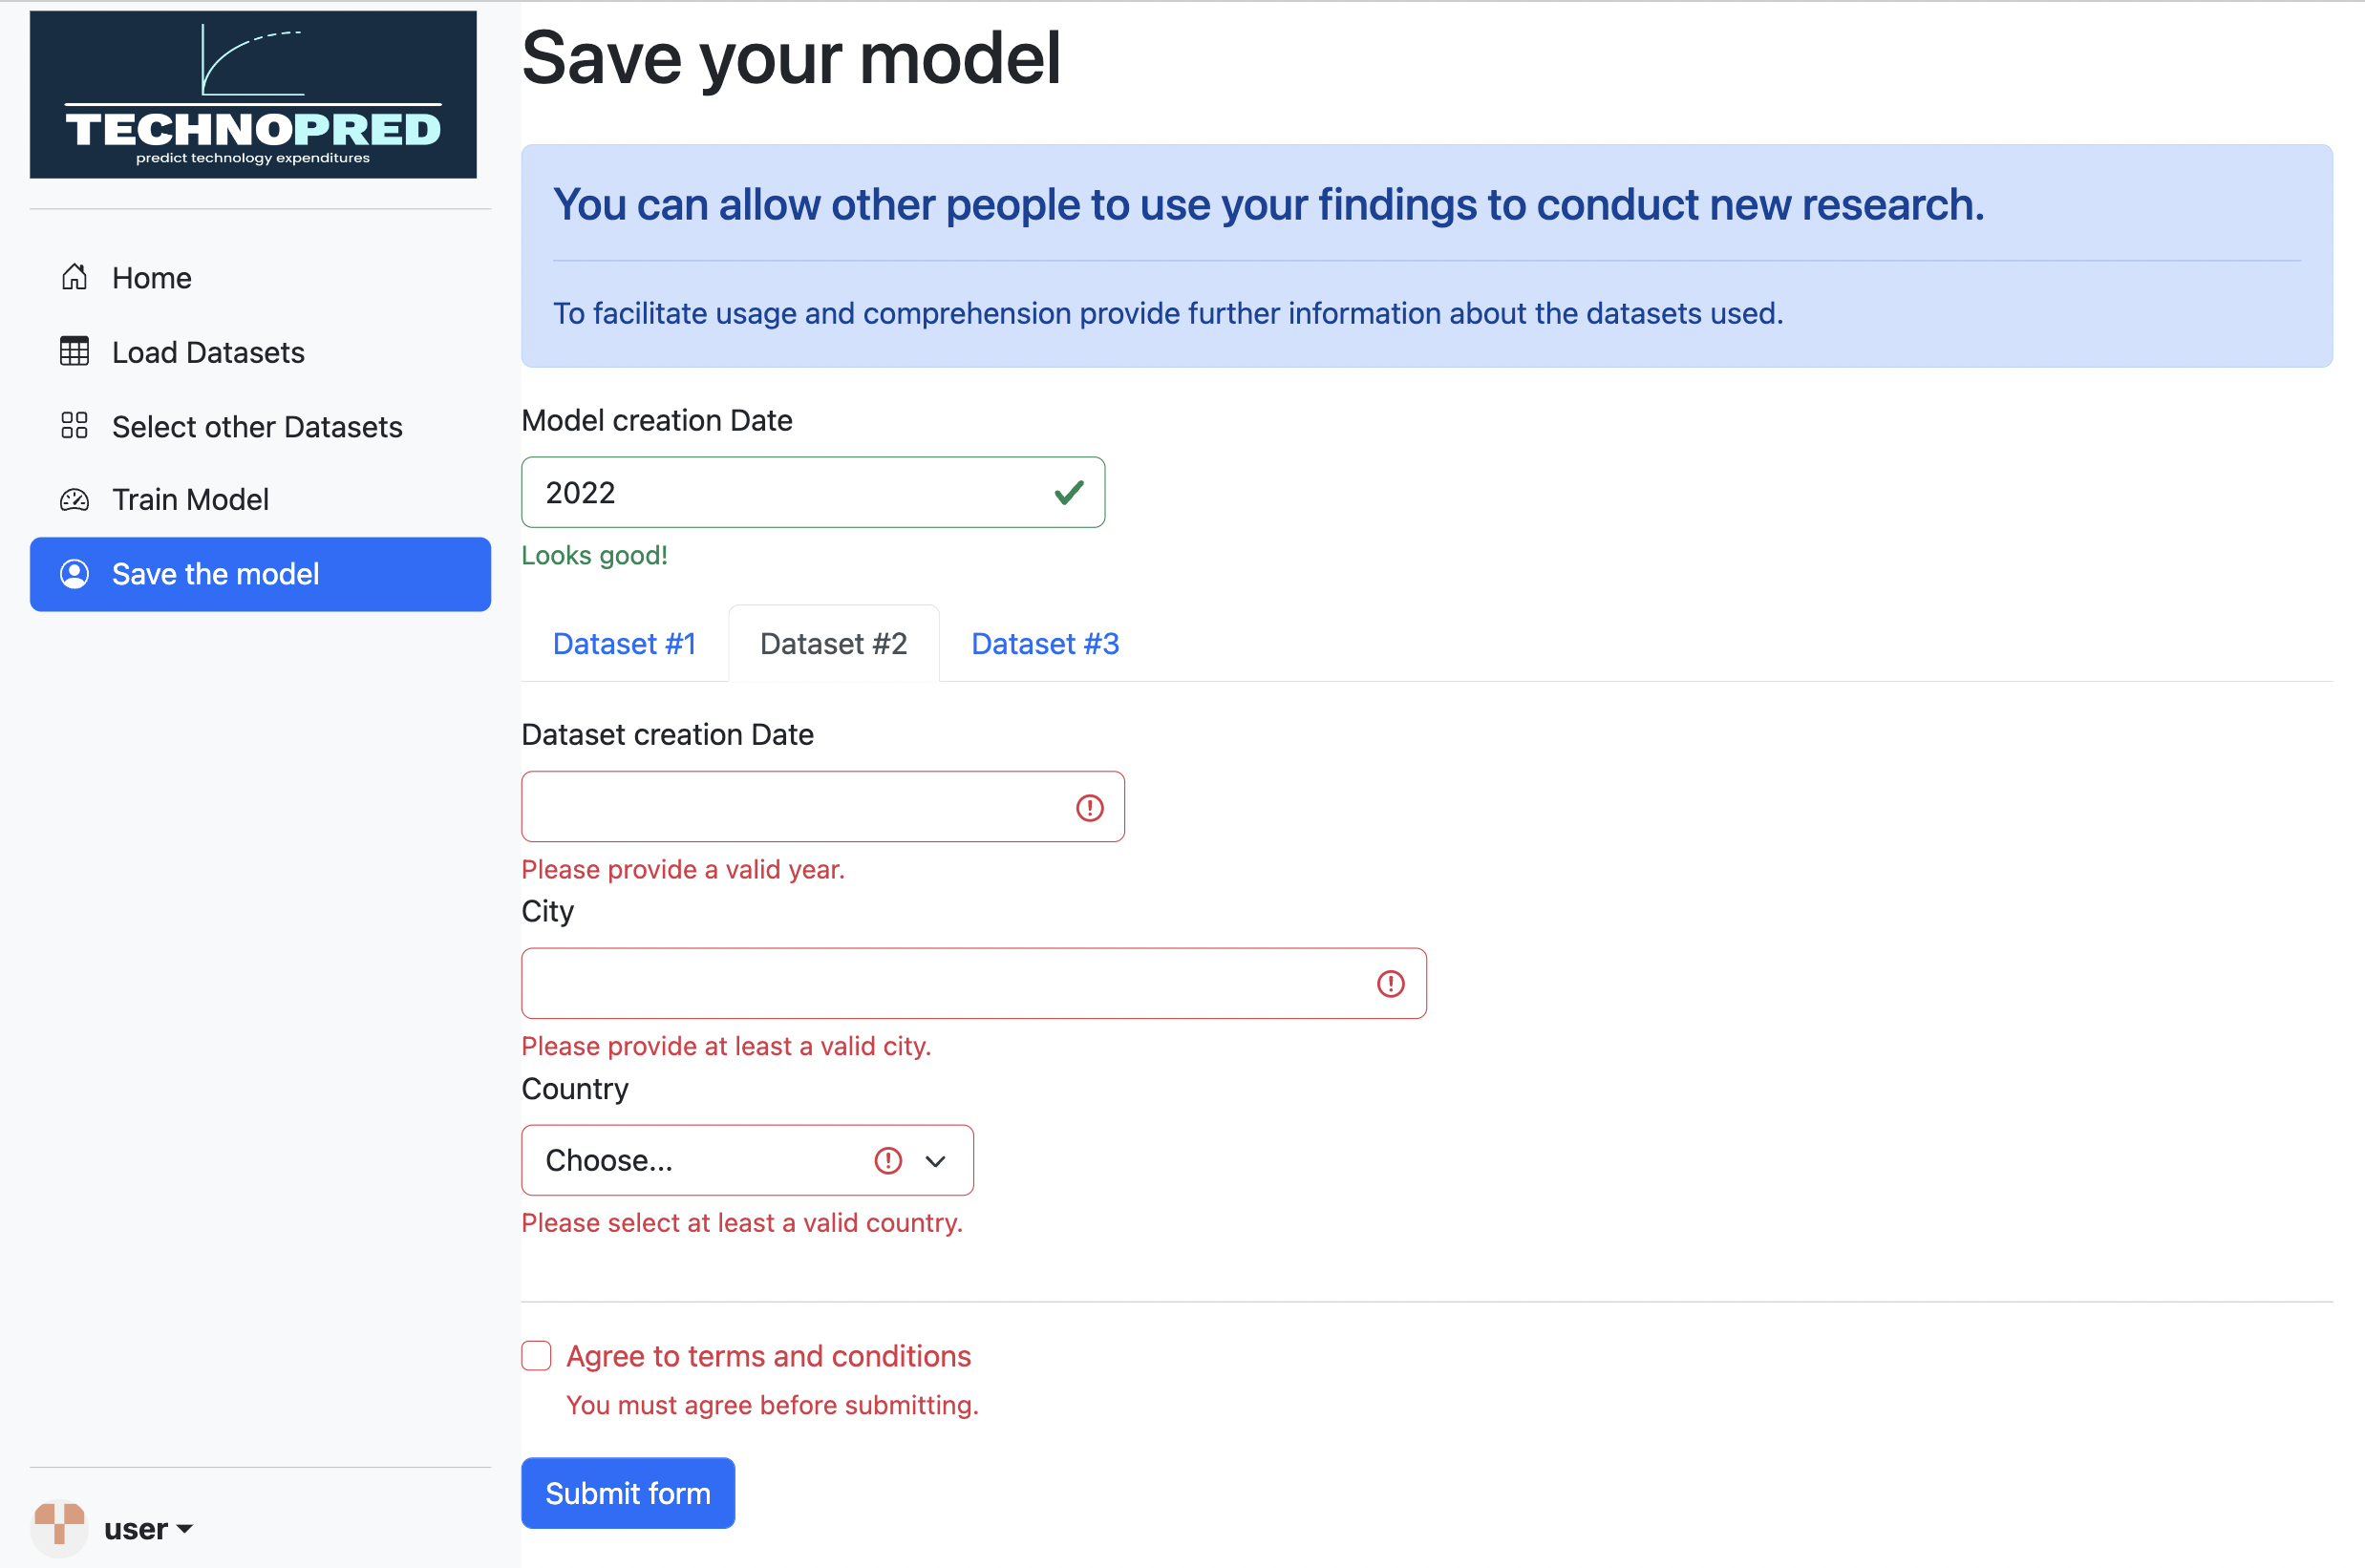 TECHNOPRED
predict technology expenditures
Home
Load Datasets
Select other Datasets
Train Model
Save the model
user
Save your model
You can allow other people to use your findings to conduct new research.
To facilitate usage and comprehension provide further information about the datasets used.
Model creation Date
2022
Looks good!
Dataset #1 Dataset #2 Dataset #3
Dataset creation Date
Please provide a valid year.
City
Please provide at least a valid city.
Country
Choose...
Please select at least a valid country.
Agree to terms and conditions
You must agree before submitting.
Submit form